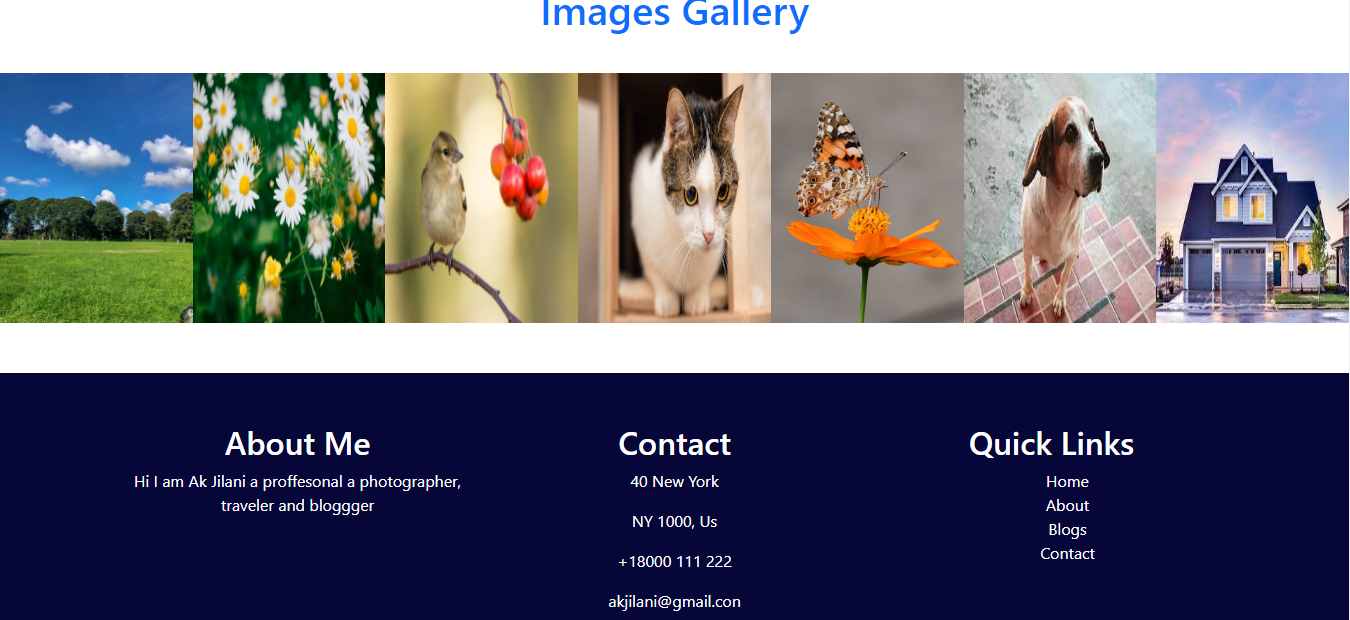 Images Gallery
About Me
Hi I am Ak Jilani a proffesonal a photographer,
traveler and bloggger
Contact
40 New York
NY 1000, Us
+18000 111 222
akjilani@gmail.con
Quick Links
Home
About
Blogs
Contact